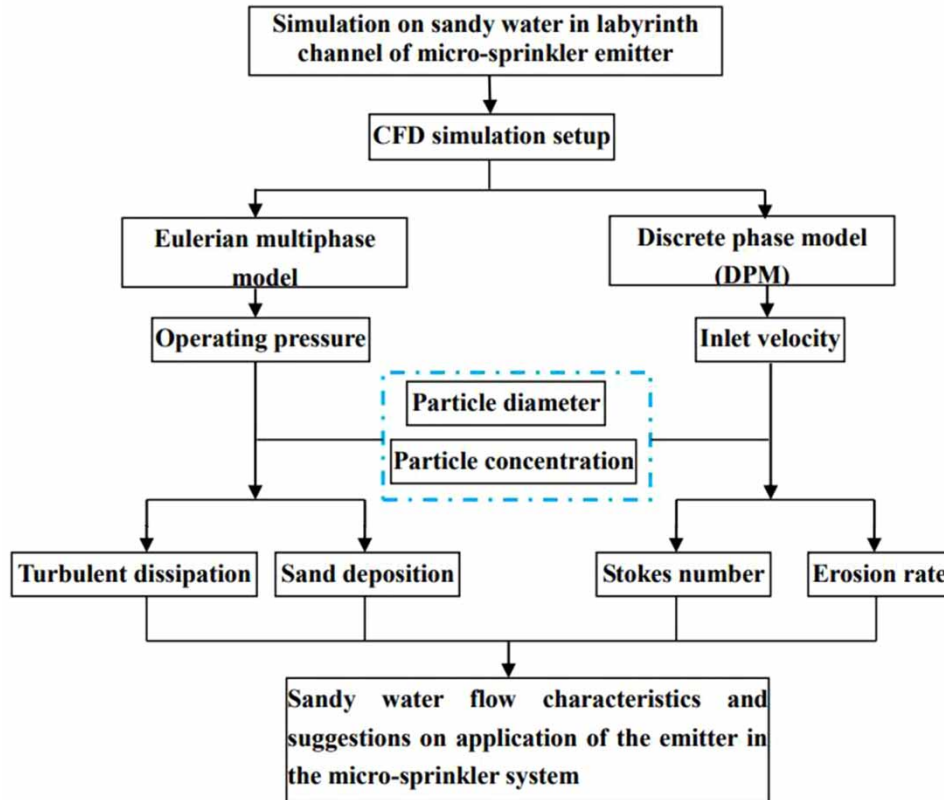 Simulation on sandy water in labyrinth
channel of micro-sprinkler emitter
CFD simulation setup
Eulerian multiphase
model
Discrete phase model
(DPM)
Operating pressure
Inlet velocity
Particle diameter
Particle concentration
Turbulent dissipation
Sand deposition
Stokes number
Erosion rate
Sandy water flow characteristics and
suggestions on application of the emitter in
the micro-sprinkler system